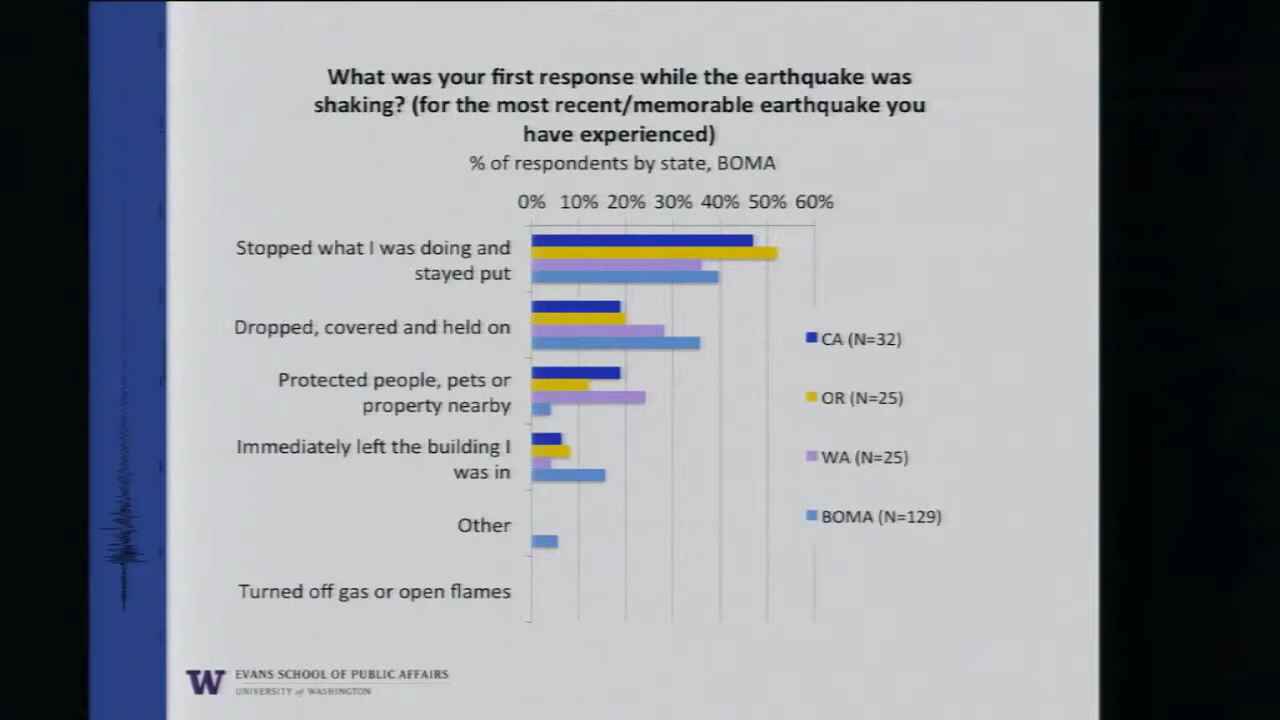 What was your first response while the earthquake was
shaking? (for the most recent/memorable earthquake you
have experienced)
% of respondents by state, BOMA
0% 10% 20% 30% 40% 50% 60%
Stopped what I was doing and
stayed put
Dropped, covered and held on
Protected people, pets or
property nearby
Immediately left the building I
was in
Other
Turned off gas or open flames
CA (N=32)
OR (N=25)
WA (N=25)
BOMA (N=129)
W EVANS SCHOOL OF PUBLIC AFFAIRS
UNIVERSITY of WASHINGTON